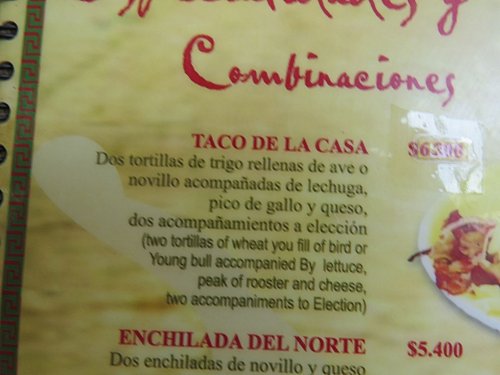 Combinaciones
TACO DE LA CASA
Dos tortillas de trigo rellenas de ave o
novillo acompañadas de lechuga,
pico de gallo y queso,
dos acompañamientos a elección
(two tortillas of wheat you fill of bird or
Young bull accompanied By lettuce,
peak of rooster and cheese,
two accompaniments to Election)
ENCHILADA DEL NORTE $5.400
Dos enchiladas de novillo y queso